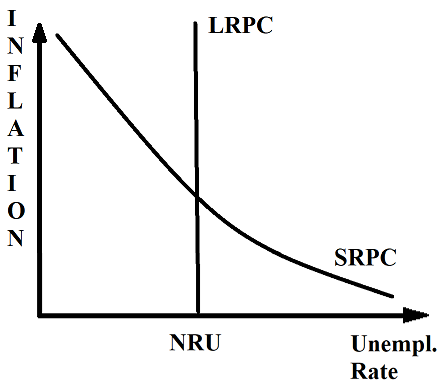 INFLATION
LRPC
SRPC
NRU
Unempl.
Rate